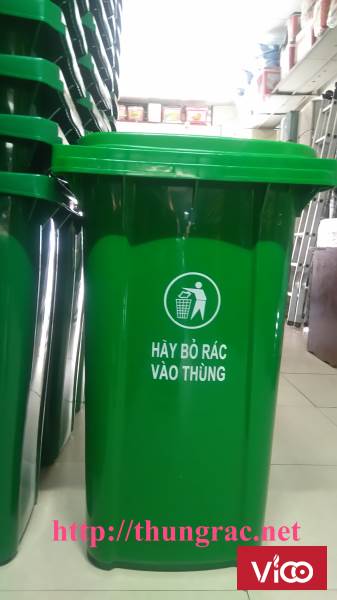 HÃY BỎ RÁC
VÀO THÙNG
http://thungrac.net
ViCO